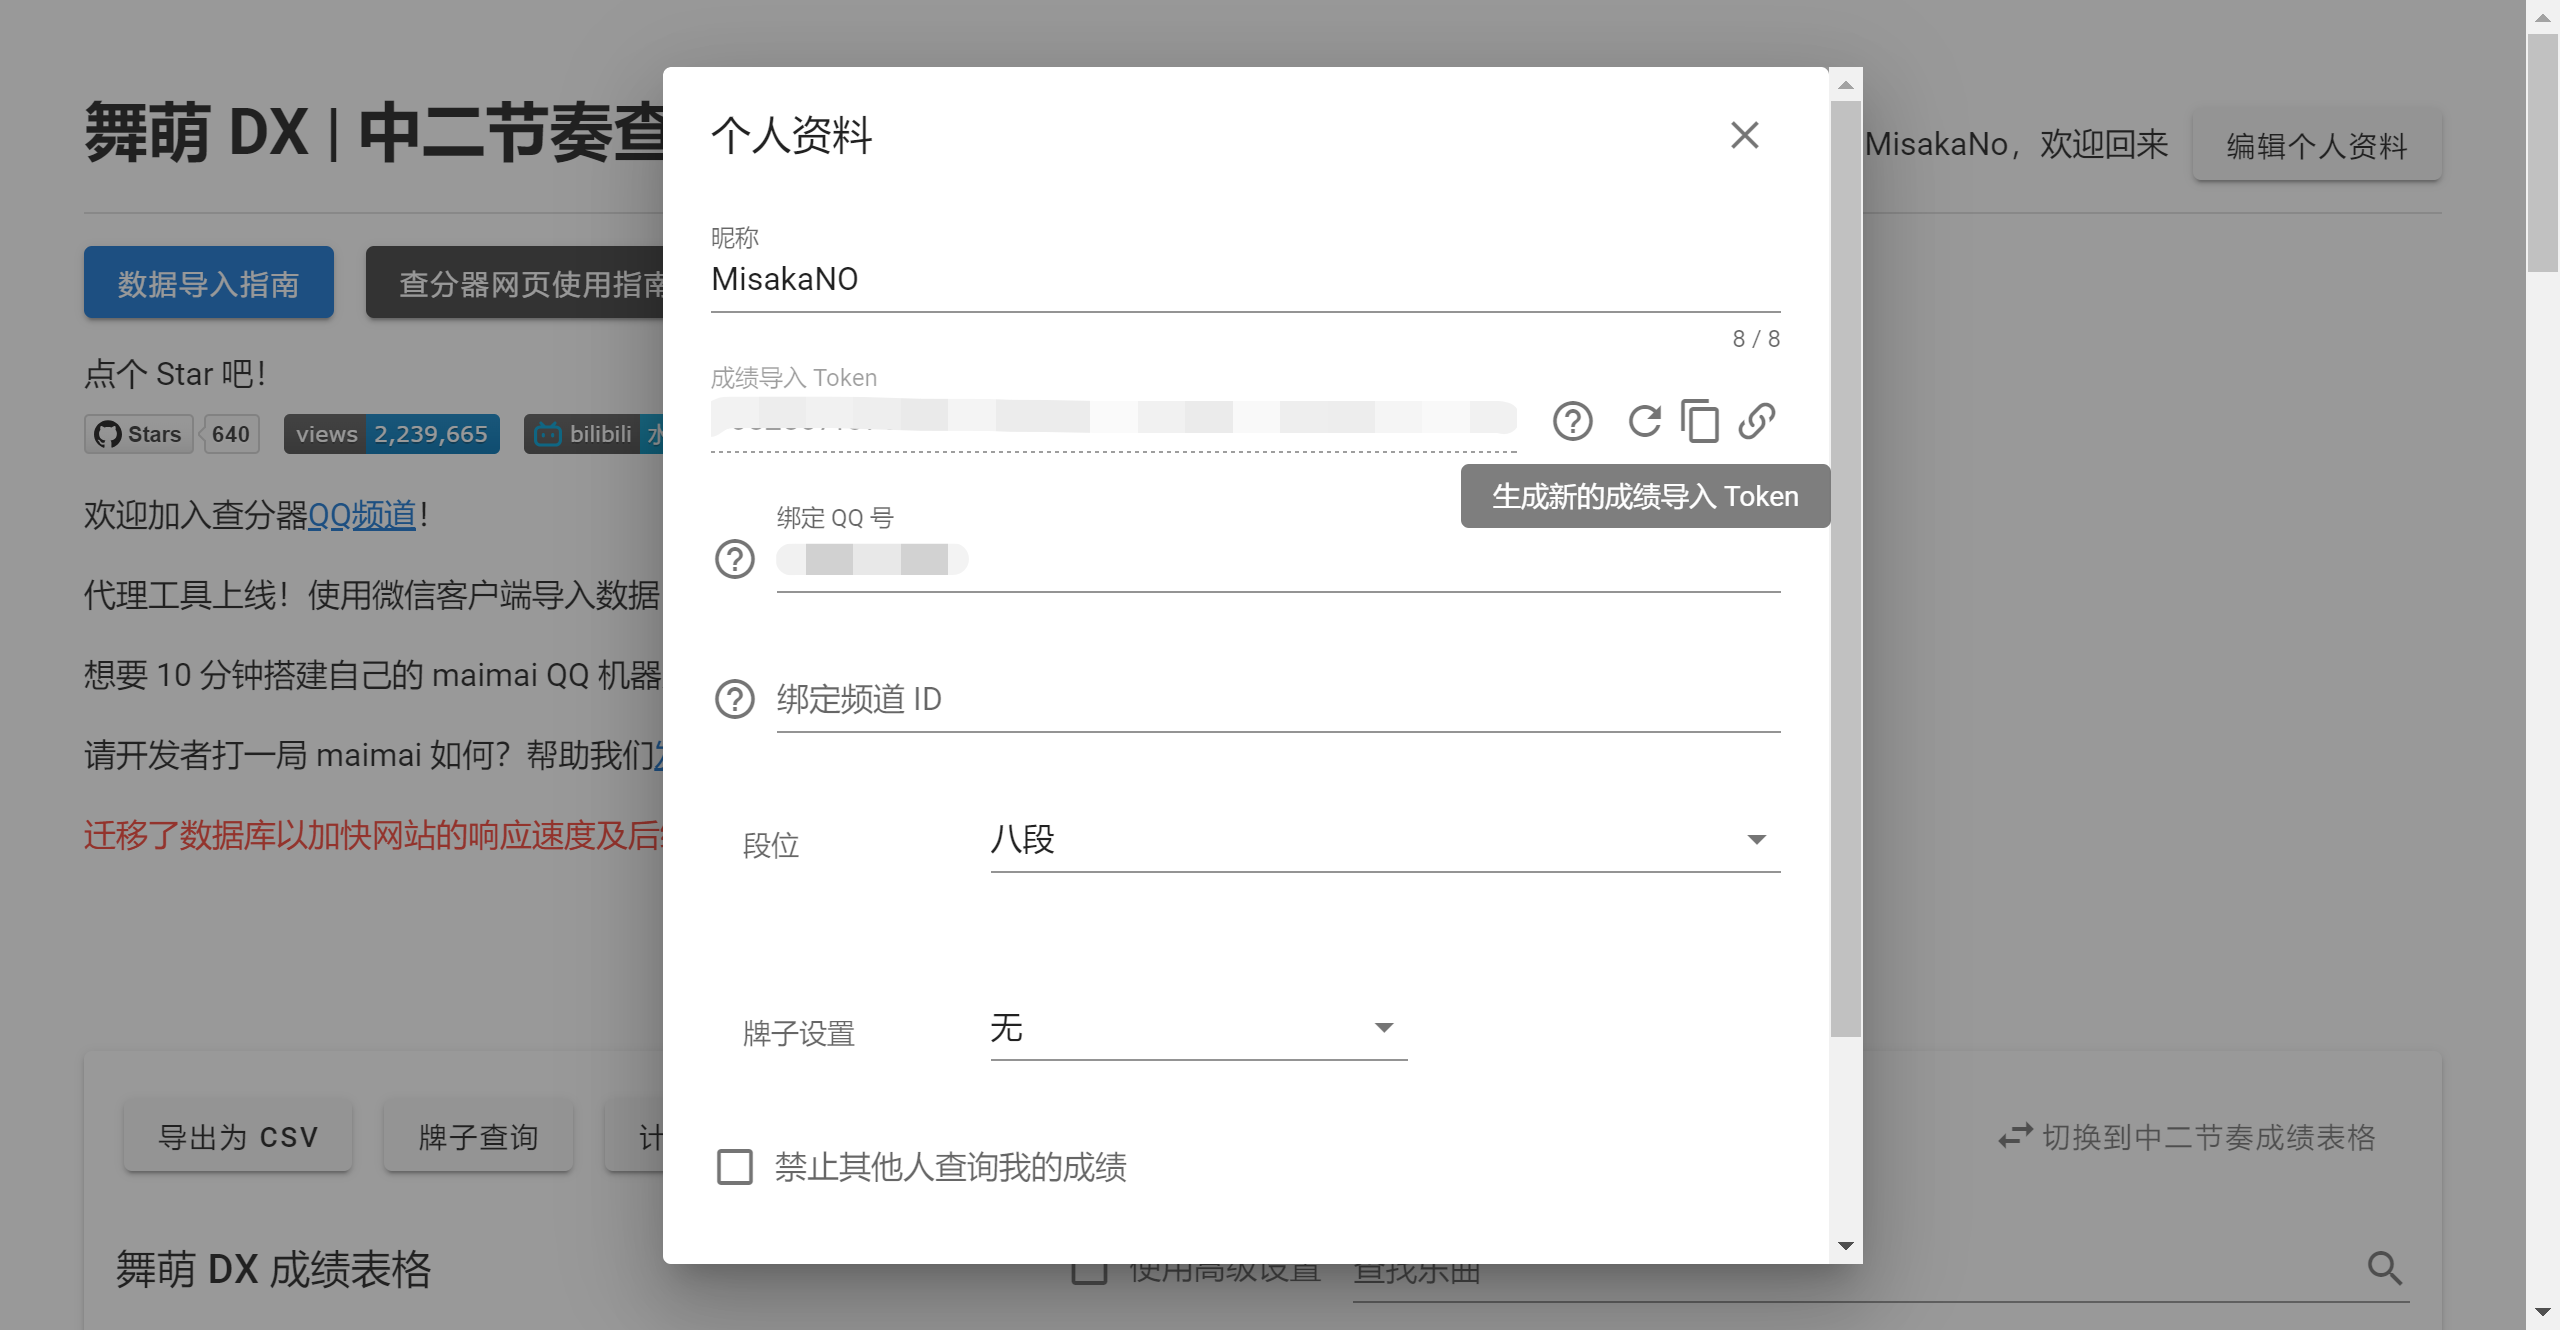 舞萌 DX | 中二节奏查
MisakaNo，欢迎回来
编辑个人资料
数据导入指南
查分器网页使用指南
点个 Star 吧！
Stars
640
views 2,239,665
bilibili
欢迎加入查分器QQ频道！
代理工具上线！使用微信客户端导入数据
想要 10 分钟搭建自己的 maimai QQ 机器
请开发者打一局 maimai 如何？帮助我们
迁移了数据库以加快网站的响应速度及后
个人资料
昵称
MisakaNO
8 / 8
成绩导入 Token
生成新的成绩导入 Token
绑定 QQ 号
绑定频道 ID
段位
八段
牌子设置
无
禁止其他人查询我的成绩
导出为 CSV
牌子查询
计
切换到中二节奏成绩表格
舞萌 DX 成绩表格
使用高级设置
查找乐曲